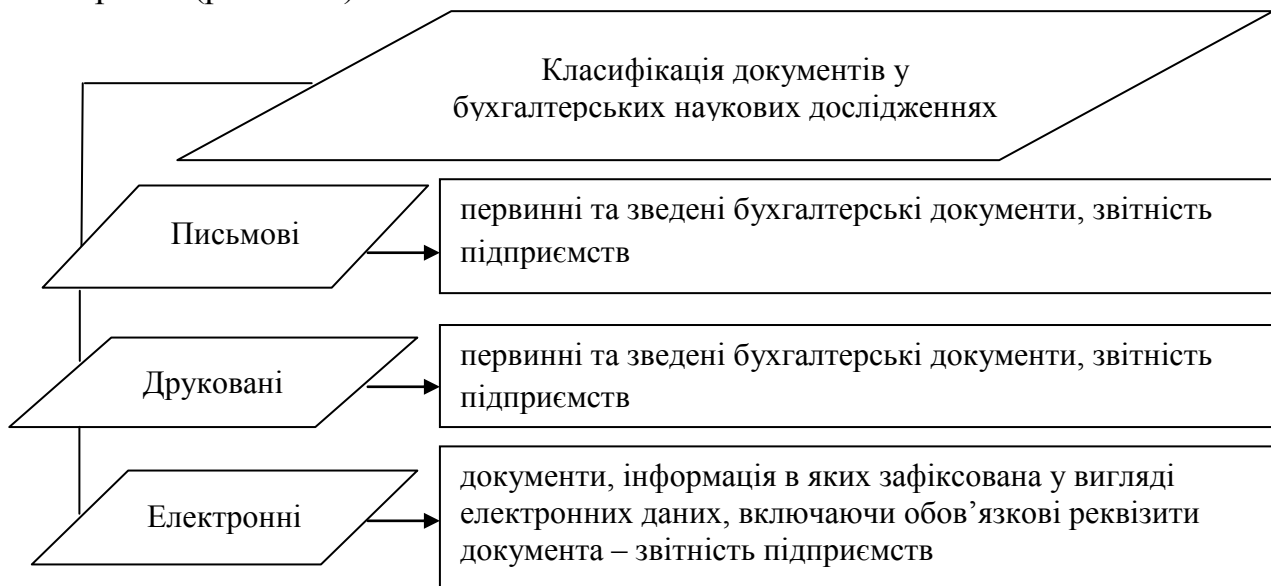 Класифікація документів у
бухгалтерських наукових дослідженнях
Письмові
первинні та зведені бухгалтерські документи, звітність
підприємств
Друковані
первинні та зведені бухгалтерські документи, звітність
підприємств
Електронні
документи, інформація в яких зафіксована у вигляді
електронних даних, включаючи обов’язкові реквізити
документа – звітність підприємств